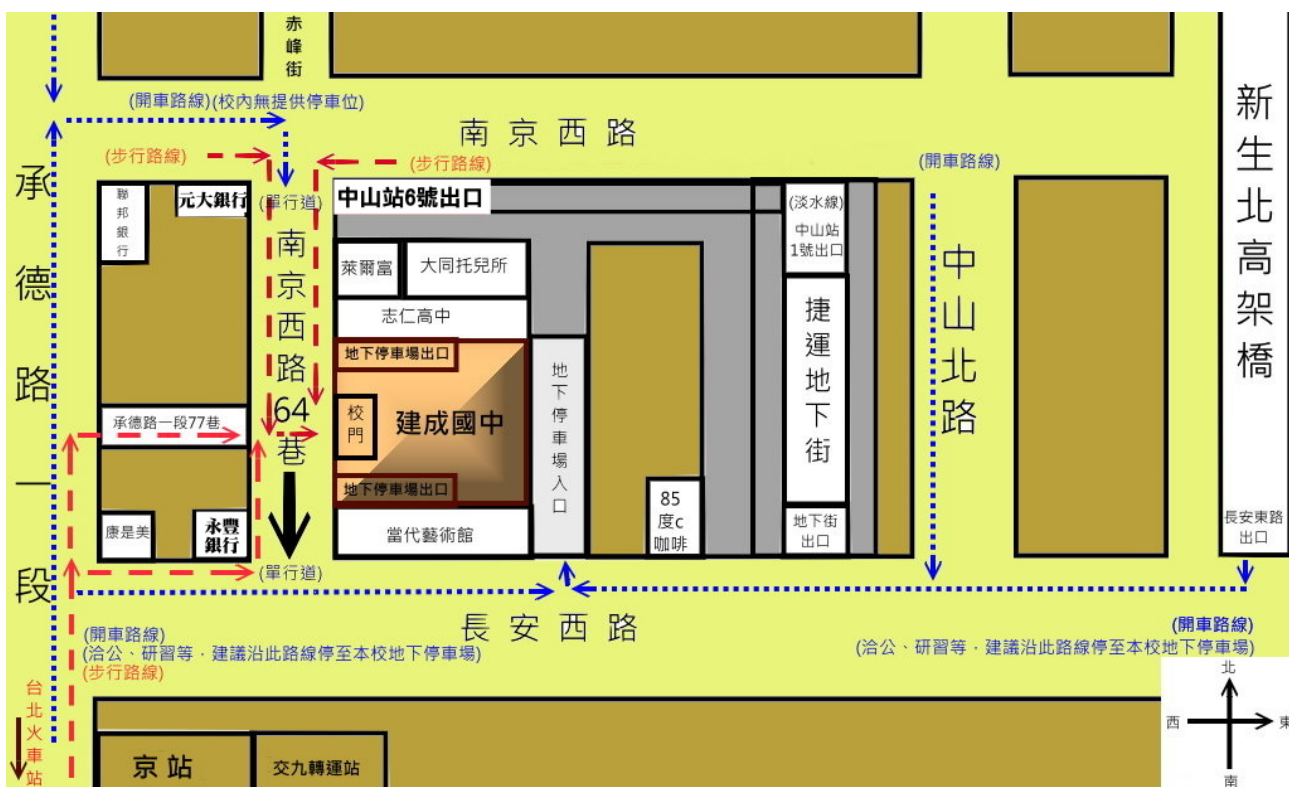 赤峰街
(開車路線)(校內無提供停車位)
南京西路
新生北高架橋
承德路一段
(步行路線)
(步行路線)
(開車路線)
聯邦銀行
元大銀行
(單行道)
中山站6號出口
(淡水線)
中山站
1號出口
南京西路64巷
萊爾富
大同托兒所
中山北路
志仁高中
捷運地下街
地下停車場出口
地下停車場入口
校門
建成國中
承德路一段77巷
地下停車場出口
85
度c
咖啡
康是美
永豐
銀行
當代藝術館
地下街
出口
長安東路
出口
(單行道)
長安西路
(開車路線)
(洽公、研習等，建議沿此路線停至本校地下停車場)
(步行路線)
(開車路線)
(洽公、研習等，建議沿此路線停至本校地下停車場)
台北火車站
京站
交九轉運站
北
西
東
南